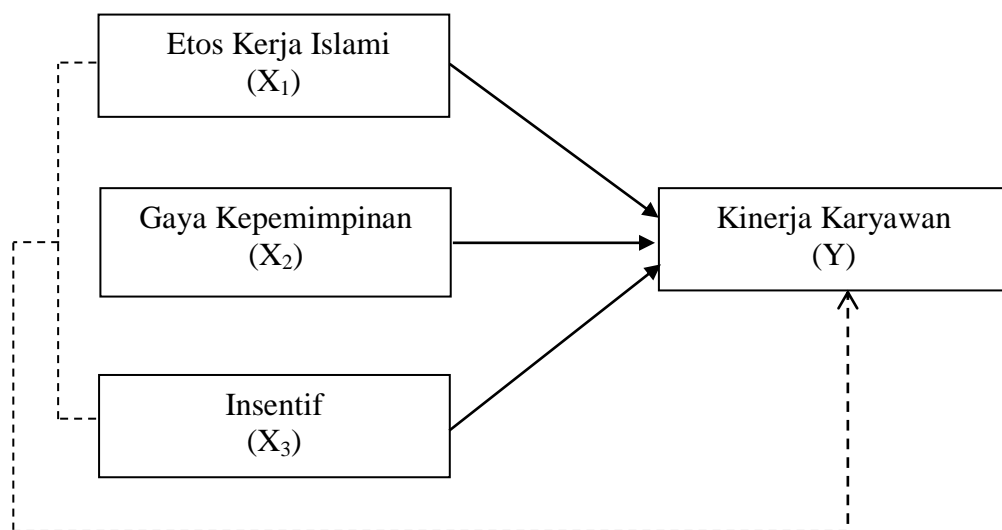 Etos Kerja Islami
(X₁)
Gaya Kepemimpinan
(X₂)
Kinerja Karyawan
(Y)
Insentif
(X₃)